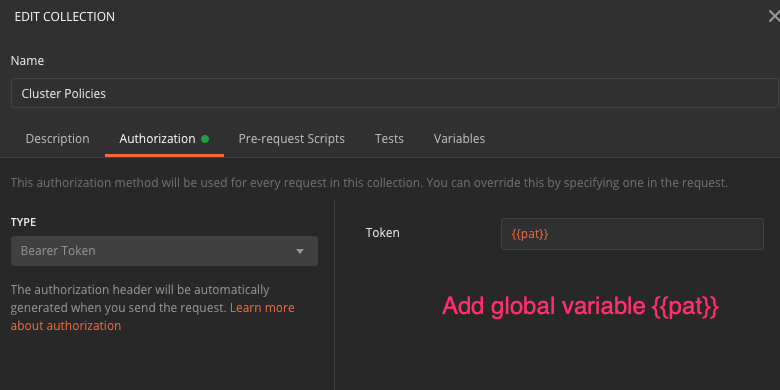 EDIT COLLECTION
Name
Cluster Policies
Description Authorization Pre-request Scripts Tests Variables
This authorization method will be used for every request in this collection. You can override this by specifying one in the request.
TYPE
Bearer Token
The authorization header will be automatically
generated when you send the request. Learn more
about authorization
Token
{{pat}}
Add global variable {{pat}}